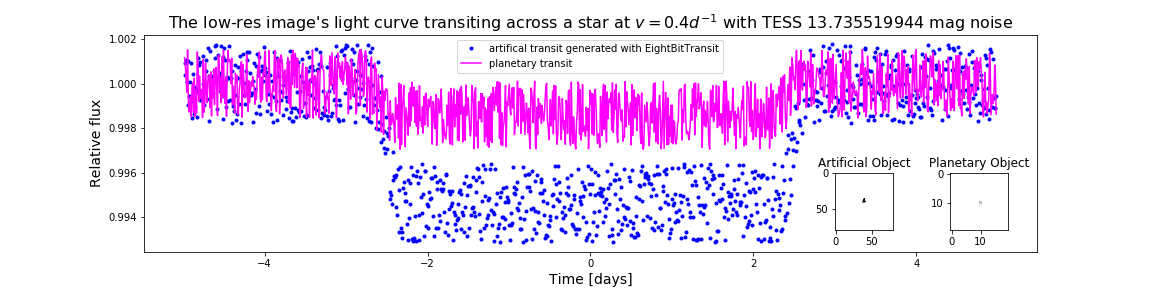 The low-res image's light curve transiting across a star at v = 0.4d⁻¹ with TESS 13.735519944 mag noise
artifical transit generated with EightBitTransit
planetary transit
Relative flux
1.002
1.000
0.998
0.996
0.994
Artificial Object
0
50
0 50
Planetary Object
0
10
0 10
−4 −2 0 2 4
Time [days]